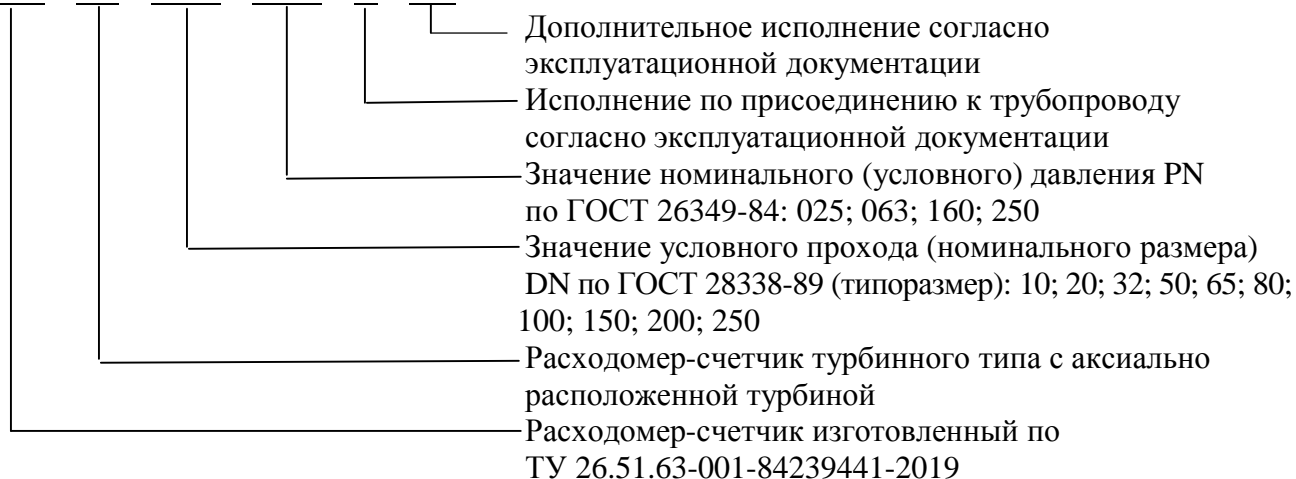 Дополнительное исполнение согласно
эксплуатационной документации
Исполнение по присоединению к трубопроводу
согласно эксплуатационной документации
Значение номинального (условного) давления PN
по ГОСТ 26349-84: 025; 063; 160; 250
Значение условного прохода (номинального размера)
DN по ГОСТ 28338-89 (типоразмер): 10; 20; 32; 50; 65; 80;
100; 150; 200; 250
Расходомер-счетчик турбинного типа с аксиально
расположенной турбиной
Расходомер-счетчик изготовленный по
ТУ 26.51.63-001-84239441-2019